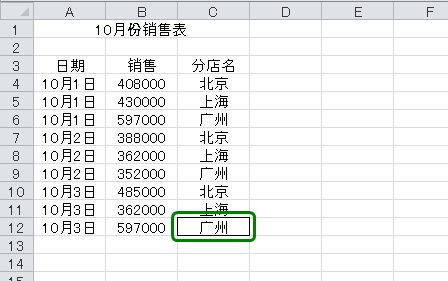 A B C D E F
1 10月份销售表
2
3 日期 销售 分店名
4 10月1日 408000 北京
5 10月1日 430000 上海
6 10月1日 597000 广州
7 10月2日 388000 北京
8 10月2日 362000 上海
9 10月2日 352000 广州
10 10月3日 485000 北京
11 10月3日 362000 上海
12 10月3日 597000 广州
13
14
15